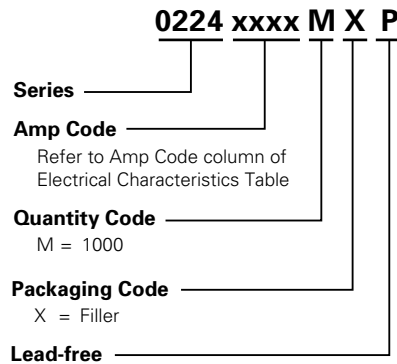 0224 xxxx M X P
Series
Amp Code
Refer to Amp Code column of
Electrical Characteristics Table
Quantity Code
M = 1000
Packaging Code
X = Filler
Lead-free